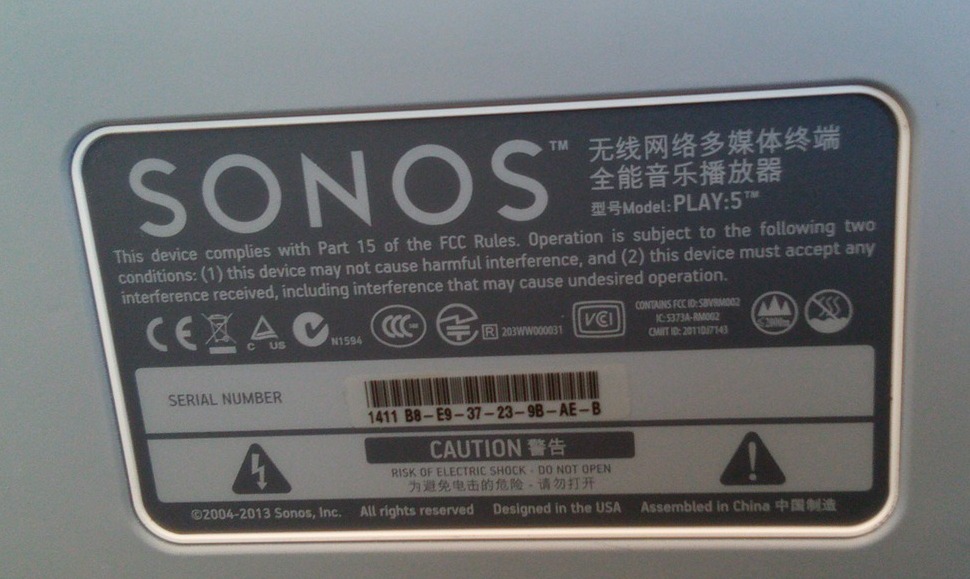 SONOS™
无线网络多媒体终端
全能音乐播放器
型号Model: PLAY:5™
This device complies with Part 15 of the FCC Rules. Operation is subject to the following two
conditions: (1) this device may not cause harmful interference, and (2) this device must accept any
interference received, including interference that may cause undesired operation.
CE C US N1594 CCC R 203WW000031 VCI
CONTAINS FCC ID: SBVRM002
IC: 5373A-RM002
CMIIT ID: 2011DJ7143
≤2000m
SERIAL NUMBER
1411 B8-E9-37-23-9B-AE-B
CAUTION 警告
RISK OF ELECTRIC SHOCK · DO NOT OPEN
为避免电击的危险 · 请勿打开
©2004-2013 Sonos, Inc. All rights reserved Designed in the USA Assembled in China 中国制造